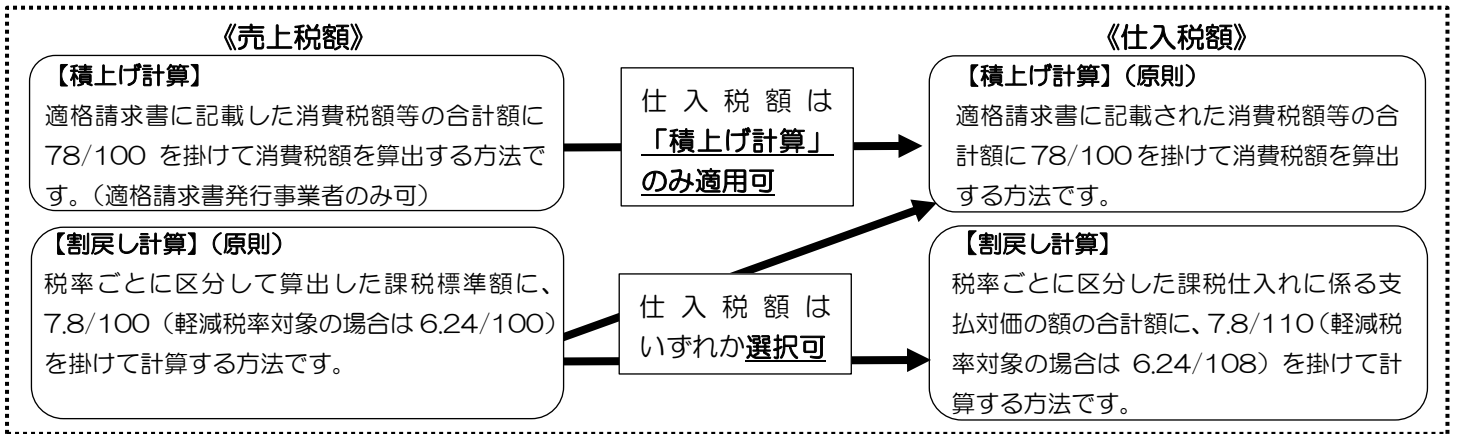 《売上税額》
【積上げ計算】
適格請求書に記載した消費税額等の合計額に
78/100 を掛けて消費税額を算出する方法で
す。（適格請求書発行事業者のみ可）
仕入税額は
「積上げ計算」
のみ適用可
《仕入税額》
【積上げ計算】（原則）
適格請求書に記載された消費税額等の合
計額に78/100を掛けて消費税額を算出
する方法です。
【割戻し計算】（原則）
税率ごとに区分して算出した課税標準額に、
7.8/100（軽減税率対象の場合は6.24/100）
を掛けて計算する方法です。
仕入税額は
いずれか選択可
【割戻し計算】
税率ごとに区分した課税仕入れに係る支
払対価の額の合計額に、7.8/110（軽減税
率対象の場合は 6.24/108）を掛けて計
算する方法です。